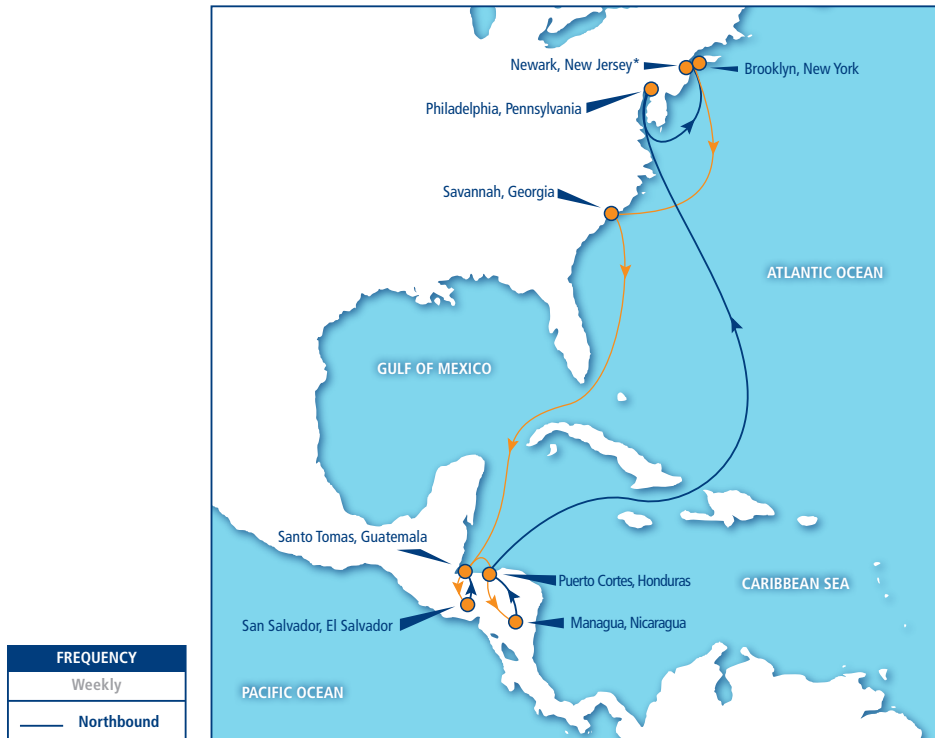 Newark, New Jersey*
Brooklyn, New York
Philadelphia, Pennsylvania
Savannah, Georgia
ATLANTIC OCEAN
GULF OF MEXICO
Santo Tomas, Guatemala
Puerto Cortes, Honduras
CARIBBEAN SEA
San Salvador, El Salvador
Managua, Nicaragua
PACIFIC OCEAN
FREQUENCY
Weekly
Northbound